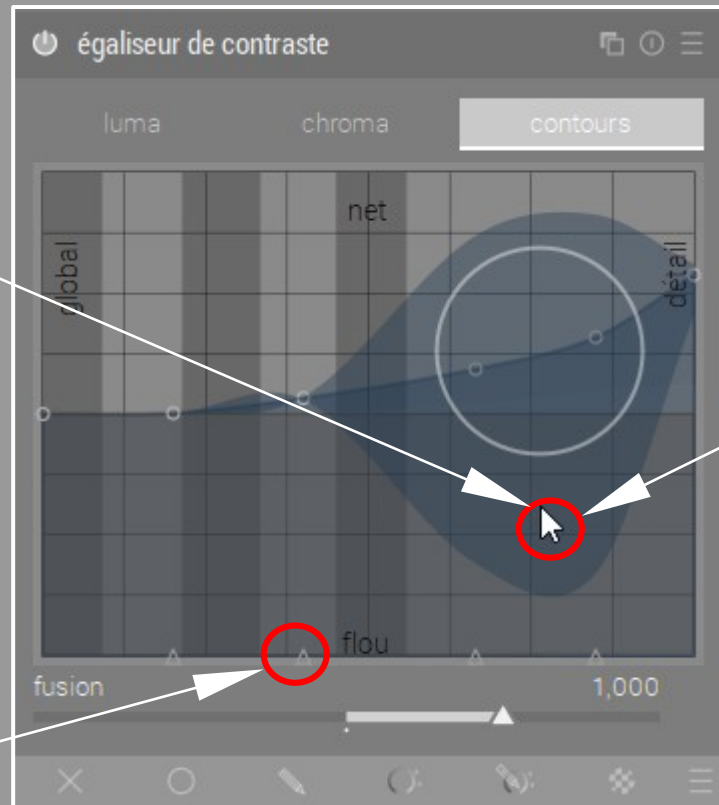 égaliseur de contraste
luma chroma contours
net
global
détail
flou
fusion 1,000